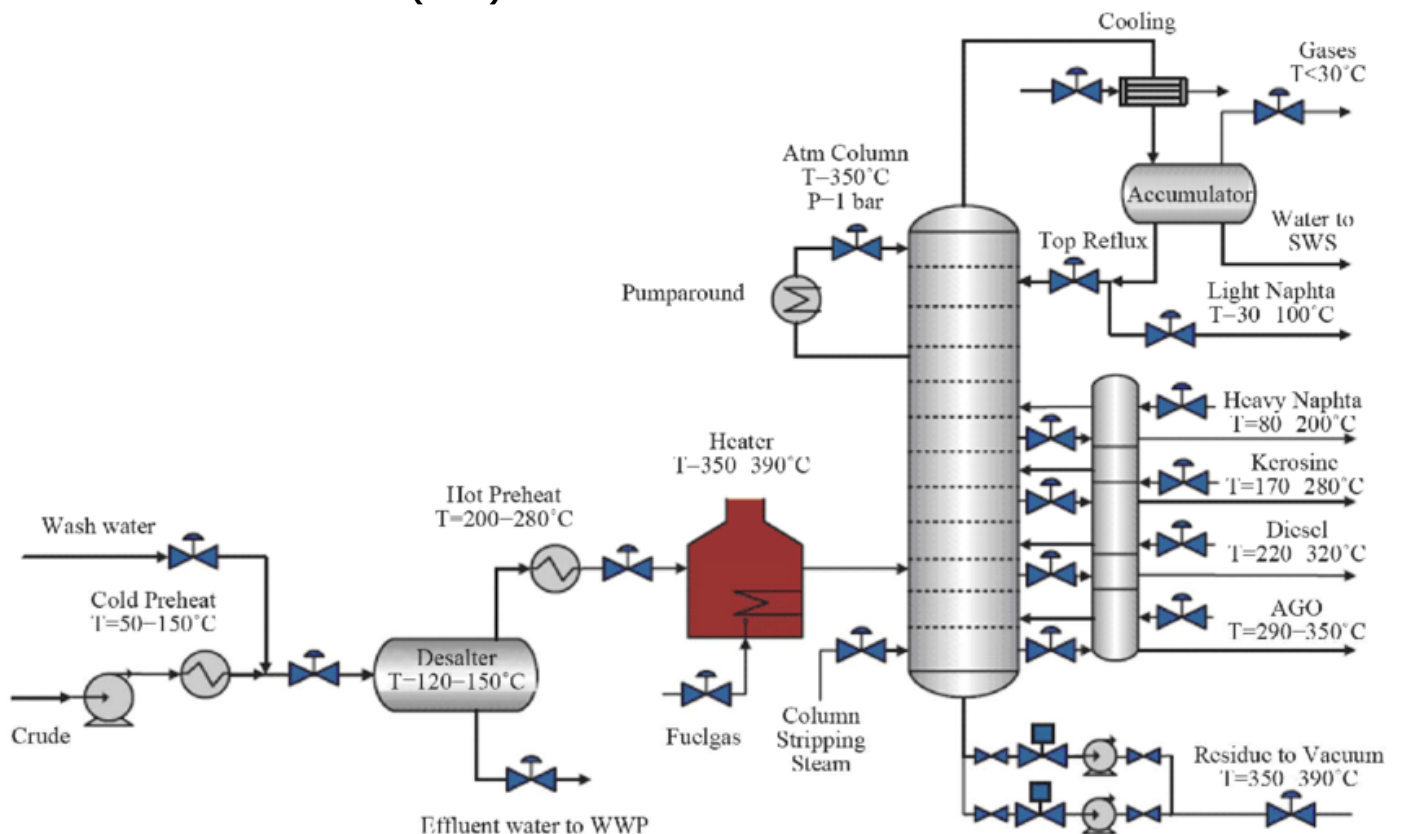 Cooling
Gases
T<30°C
Atm Column
T–350°C
P–1 bar
Accumulator
Water to
SWS
Top Reflux
Pumparound
Light Naphta
T–30 100°C
Heavy Naphta
T=80 200°C
Heater
T–350 390°C
Kerosine
T=170 280°C
Hot Preheat
T=200–280°C
Wash water
Diesel
T=220 320°C
Cold Preheat
T=50–150°C
AGO
T=290–350°C
Desalter
T–120–150°C
Crude
Fuelgas
Column
Stripping
Steam
Residue to Vacuum
T=350 390°C
Effluent water to WWP